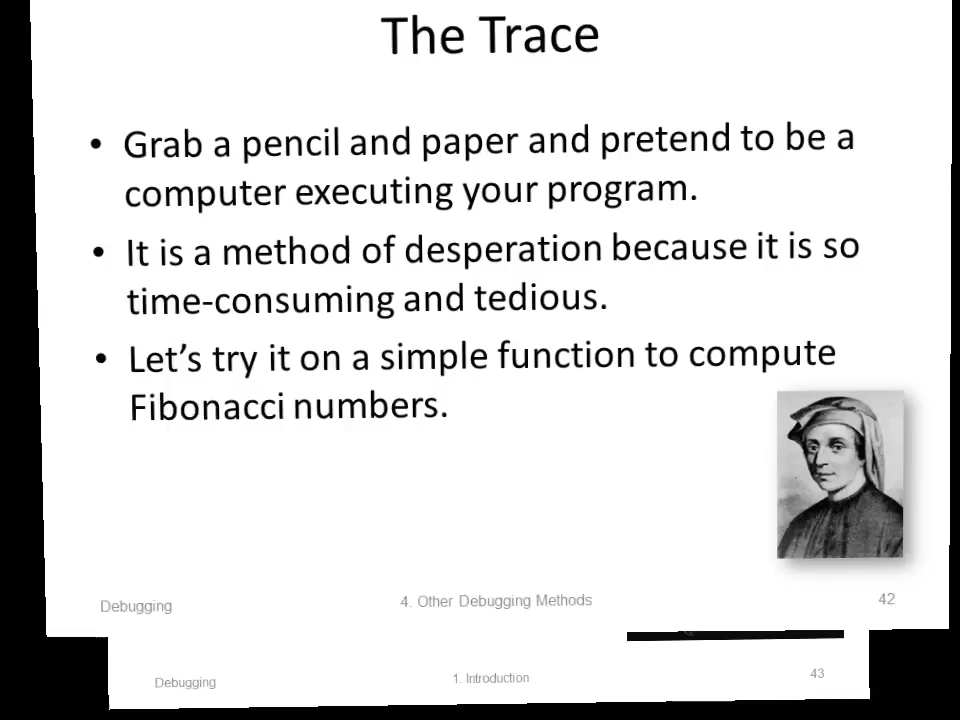 The Trace
• Grab a pencil and paper and pretend to be a
computer executing your program.
• It is a method of desperation because it is so
time-consuming and tedious.
• Let's try it on a simple function to compute
Fibonacci numbers.
Debugging
4. Other Debugging Methods
42
Debugging
1. Introduction
43